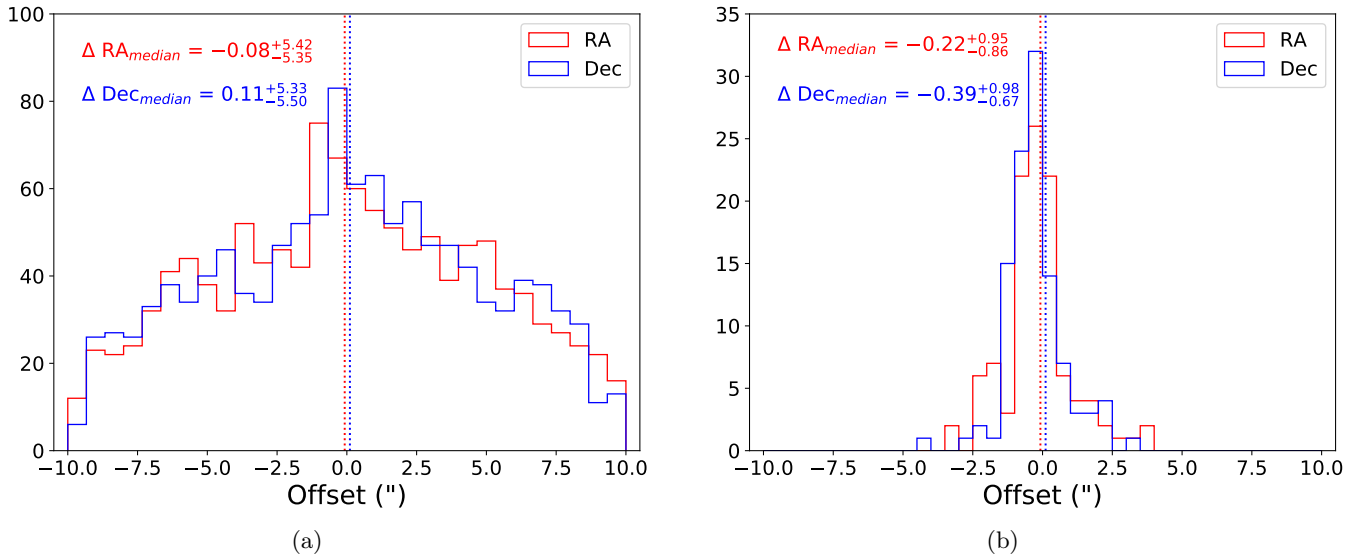 Δ RA_median = −0.08 +5.42 −5.35
Δ Dec_median = 0.11 +5.33 −5.50
RA
Dec
100
80
60
40
20
0
−10.0 −7.5 −5.0 −2.5 0.0 2.5 5.0 7.5 10.0
Offset (")
(a)
Δ RA_median = −0.22 +0.95 −0.86
Δ Dec_median = −0.39 +0.98 −0.67
RA
Dec
35
30
25
20
15
10
5
0
−10.0 −7.5 −5.0 −2.5 0.0 2.5 5.0 7.5 10.0
Offset (")
(b)